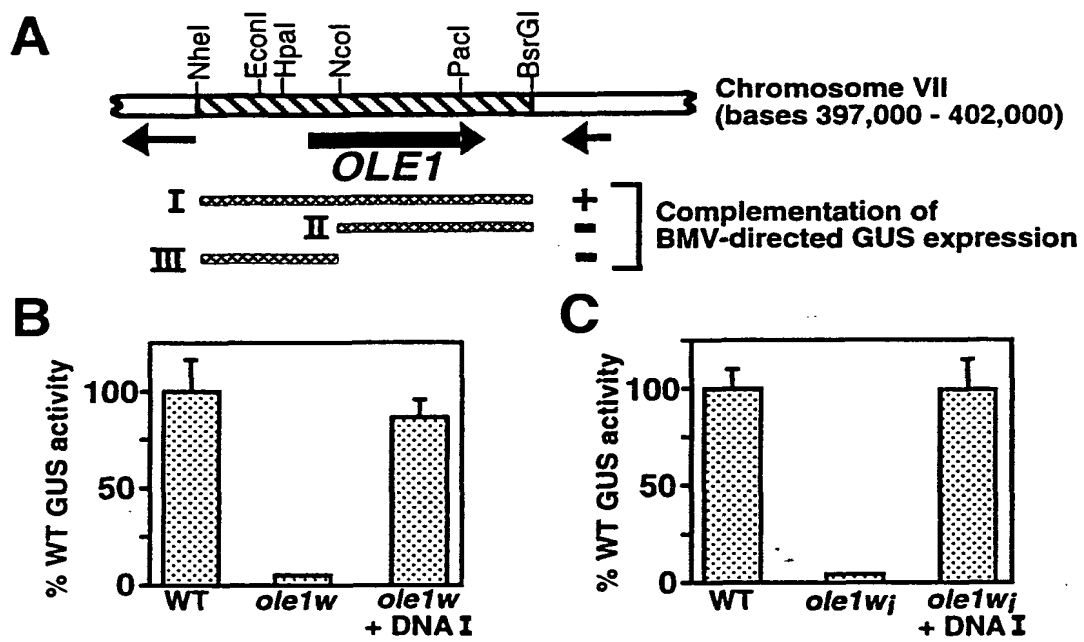 A
NheI
EconI
HpaI
NcoI
PacI
BsrGI
Chromosome VII
(bases 397,000 - 402,000)
OLE1
I
+
II
-
III
-
Complementation of
BMV-directed GUS expression
B
% WT GUS activity
100
50
0
WT
ole1w
ole1w
+ DNA I
C
% WT GUS activity
100
50
0
WT
ole1wi
ole1wi
+ DNA I